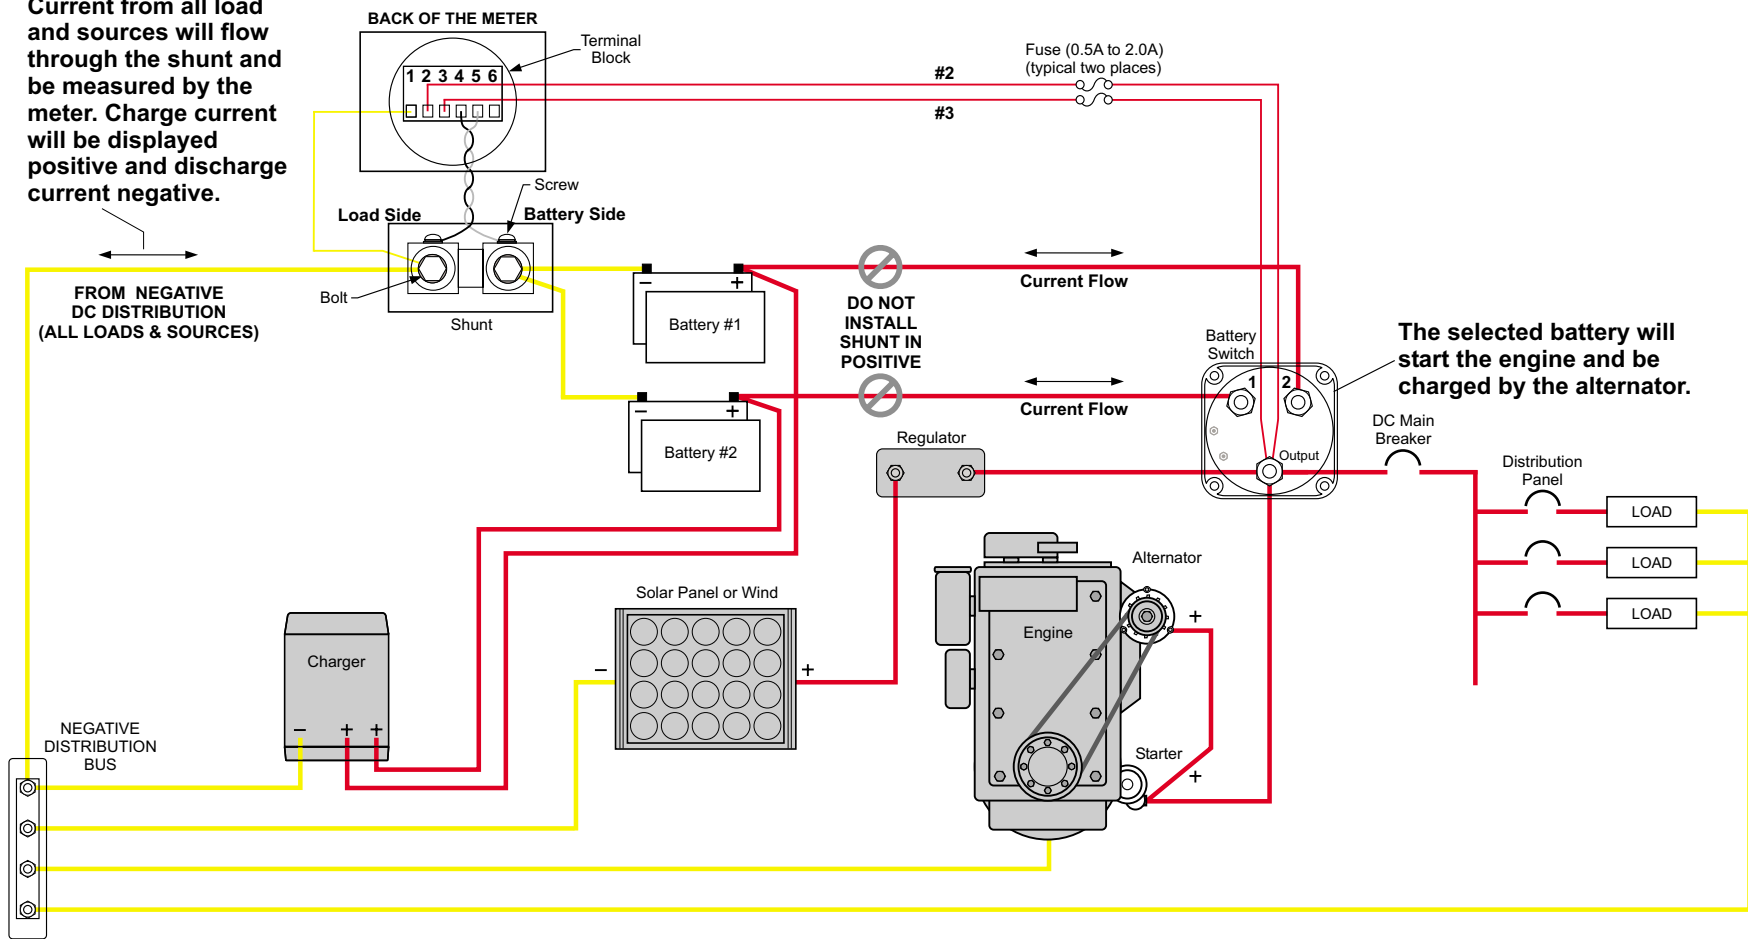 Current from all load
and sources will flow
through the shunt and
be measured by the
meter. Charge current
will be displayed
positive and discharge
current negative.
BACK OF THE METER
Terminal
Block
1 2 3 4 5 6
#2
#3
Fuse (0.5A to 2.0A)
(typical two places)
Screw
Load Side
Battery Side
Bolt
Shunt
FROM NEGATIVE
DC DISTRIBUTION
(ALL LOADS & SOURCES)
− +
Battery #1
− +
Battery #2
DO NOT
INSTALL
SHUNT IN
POSITIVE
Current Flow
Current Flow
Battery
Switch
1 2
Output
The selected battery will
start the engine and be
charged by the alternator.
DC Main
Breaker
Distribution
Panel
LOAD
LOAD
LOAD
Regulator
Solar Panel or Wind
− +
Charger
− + +
Engine
Alternator
+
Starter
+
NEGATIVE
DISTRIBUTION
BUS